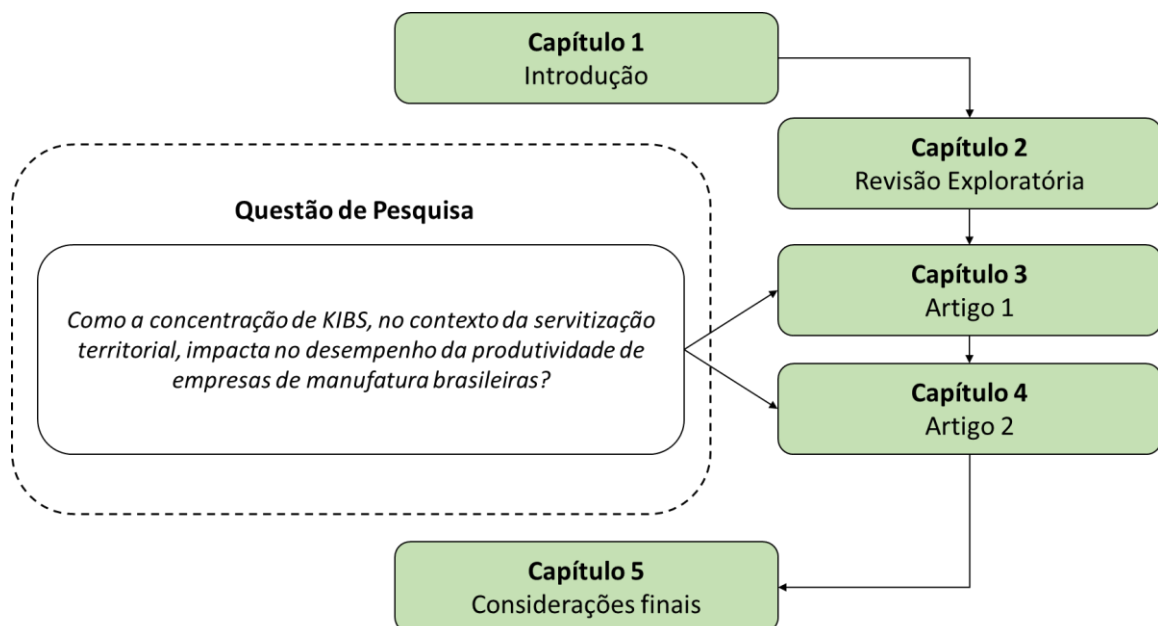 Capítulo 1
Introdução
Capítulo 2
Revisão Exploratória
Questão de Pesquisa
Como a concentração de KIBS, no contexto da servitização
territorial, impacta no desempenho da produtividade de
empresas de manufatura brasileiras?
Capítulo 3
Artigo 1
Capítulo 4
Artigo 2
Capítulo 5
Considerações finais